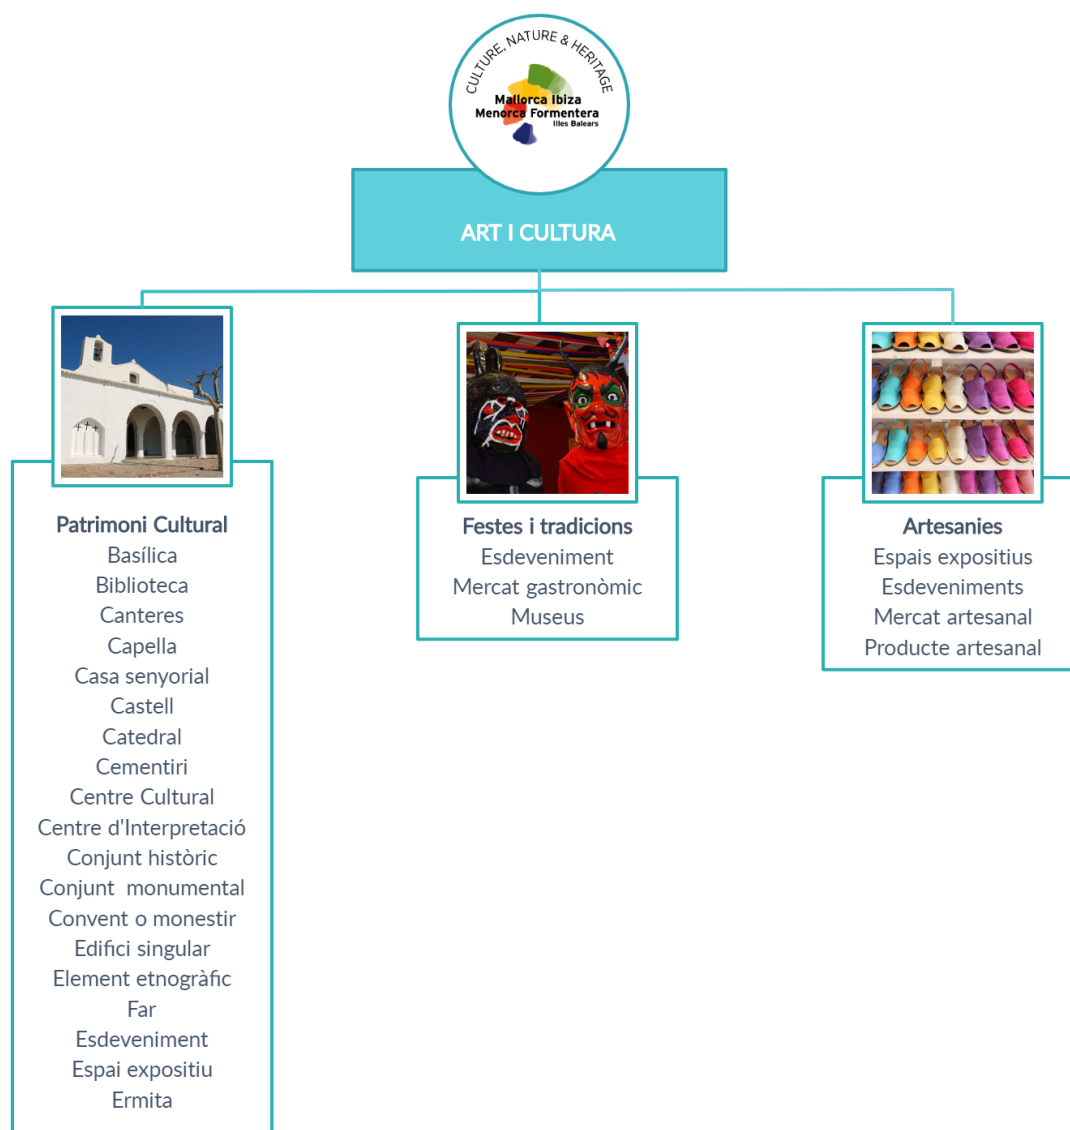 CULTURE, NATURE & HERITAGE
Mallorca Ibiza
Menorca Formentera
Illes Balears
ART I CULTURA
Patrimoni Cultural
Basílica
Biblioteca
Canteres
Capella
Casa senyorial
Castell
Catedral
Cementiri
Centre Cultural
Centre d'Interpretació
Conjunt històric
Conjunt  monumental
Convent o monestir
Edifici singular
Element etnogràfic
Far
Esdeveniment
Espai expositiu
Ermita
Festes i tradicions
Esdeveniment
Mercat gastronòmic
Museus
Artesanies
Espais expositius
Esdeveniments
Mercat artesanal
Producte artesanal